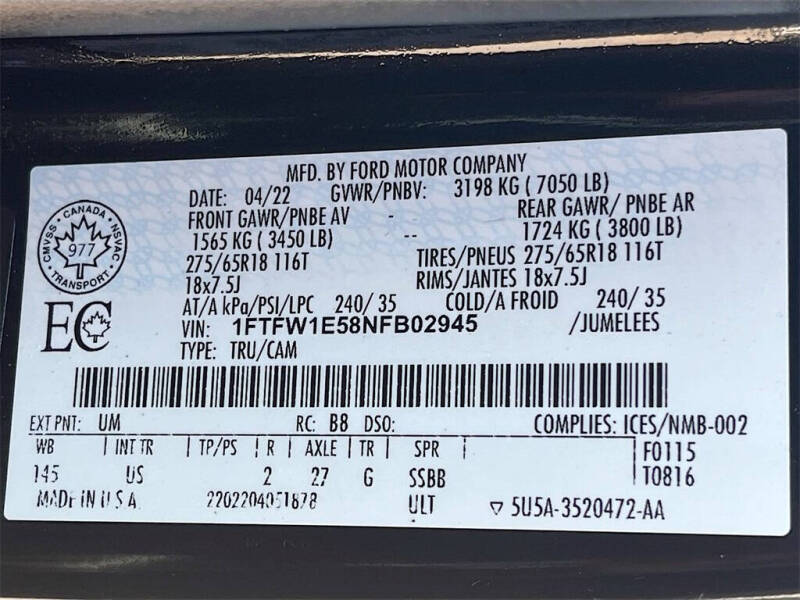 MFD. BY FORD MOTOR COMPANY
DATE: 04/22 GVWR/PNBV: 3198 KG ( 7050 LB)
FRONT GAWR/PNBE AV - REAR GAWR/ PNBE AR
1565 KG ( 3450 LB) -- 1724 KG ( 3800 LB)
275/65R18 116T TIRES/PNEUS 275/65R18 116T
18x7.5J RIMS/JANTES 18x7.5J
AT/A kPa/PSI/LPC 240/ 35 COLD/A FROID 240/ 35
VIN: 1FTFW1E58NFB02945 /JUMELEES
TYPE: TRU/CAM
CANADA
CMVSS 977 NSVAC
TRANSPORT
EC
EXT PNT: UM RC: B8 DSO: COMPLIES: ICES/NMB-002
WB | INT TR | TP/PS | R | AXLE | TR | SPR | F0115
145 US 2 27 G SSBB T0816
MADE IN U.S.A. 2202204051878 ULT ▽ 5U5A-3520472-AA